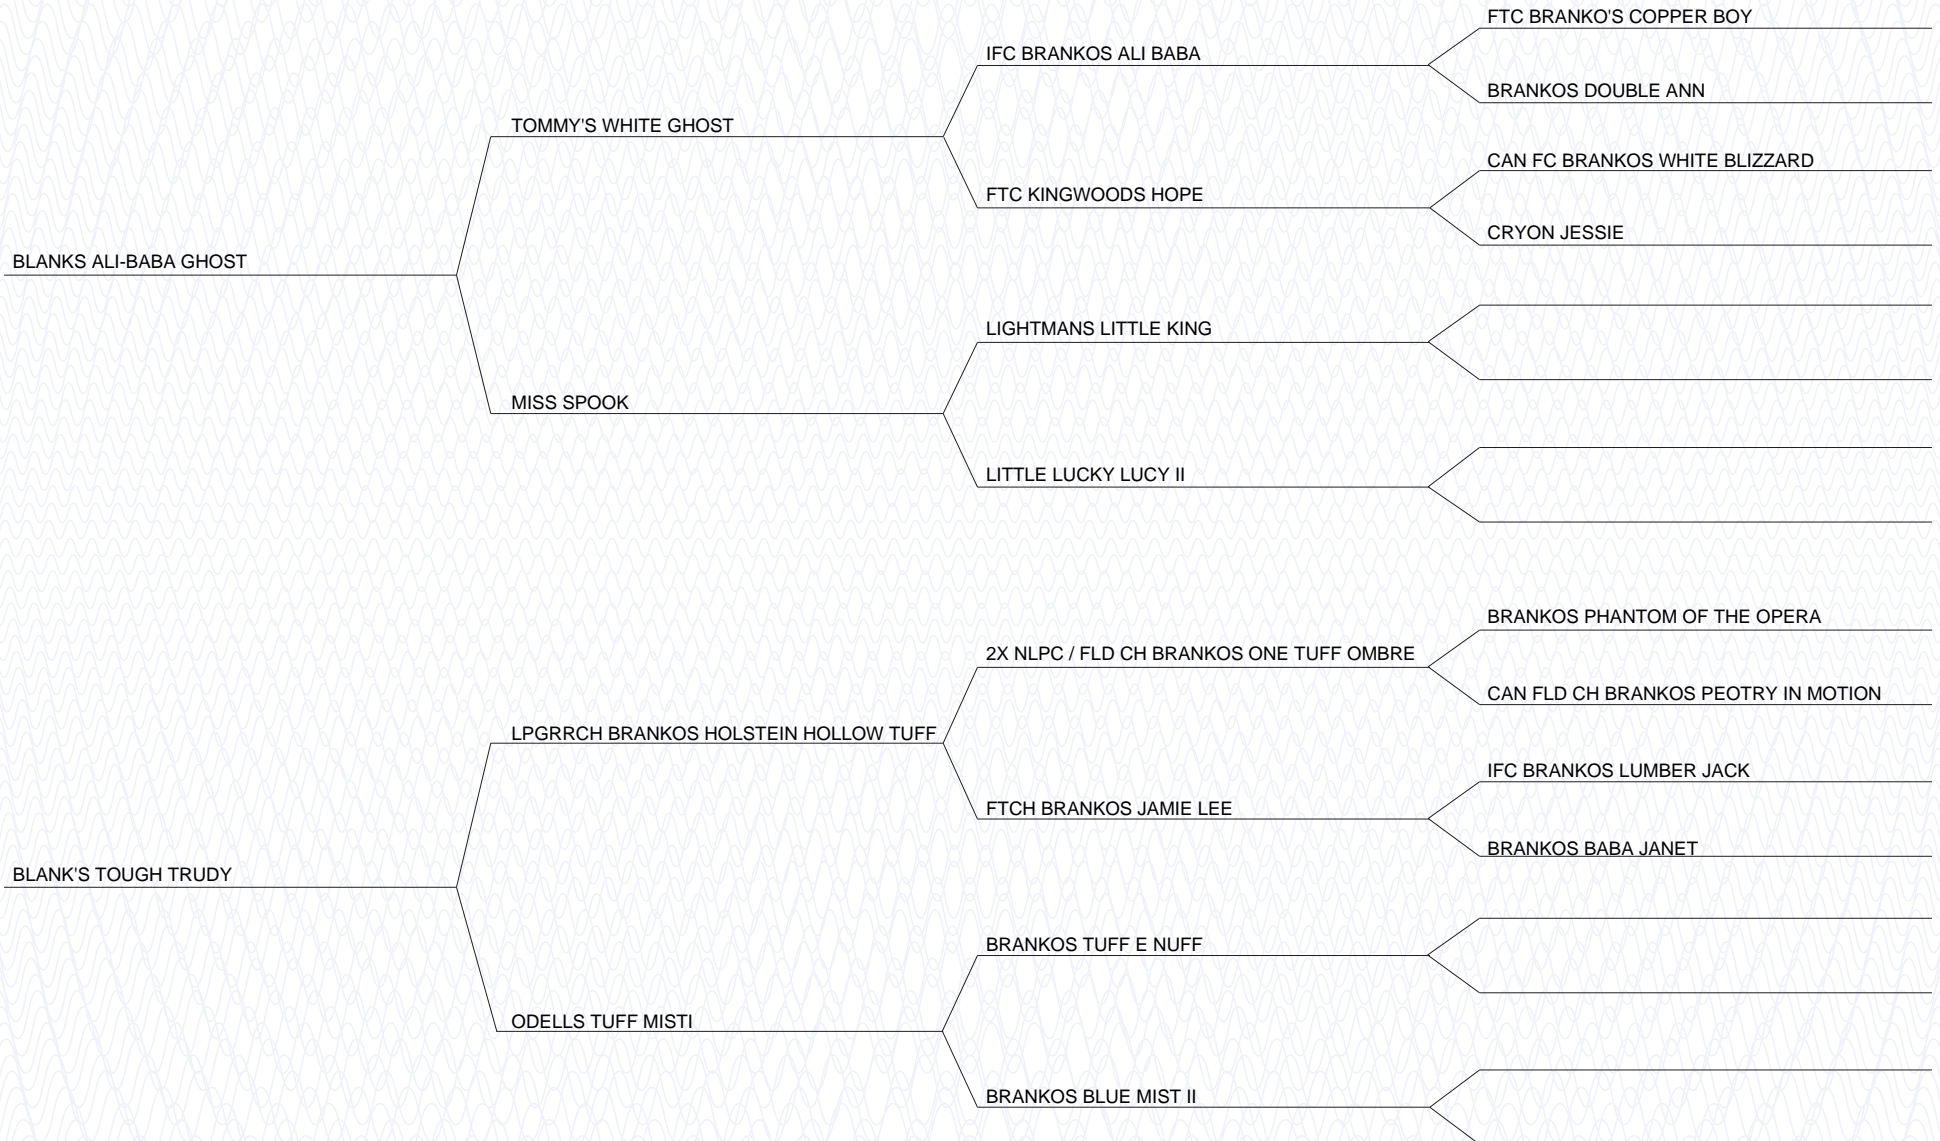 FTC BRANKO'S COPPER BOY
IFC BRANKOS ALI BABA
BRANKOS DOUBLE ANN
TOMMY'S WHITE GHOST
CAN FC BRANKOS WHITE BLIZZARD
FTC KINGWOODS HOPE
CRYON JESSIE
BLANKS ALI-BABA GHOST
LIGHTMANS LITTLE KING
MISS SPOOK
LITTLE LUCKY LUCY II
BRANKOS PHANTOM OF THE OPERA
2X NLPC / FLD CH BRANKOS ONE TUFF OMBRE
CAN FLD CH BRANKOS PEOTRY IN MOTION
LPGRRCH BRANKOS HOLSTEIN HOLLOW TUFF
IFC BRANKOS LUMBER JACK
FTCH BRANKOS JAMIE LEE
BRANKOS BABA JANET
BLANK'S TOUGH TRUDY
BRANKOS TUFF E NUFF
ODELLS TUFF MISTI
BRANKOS BLUE MIST II